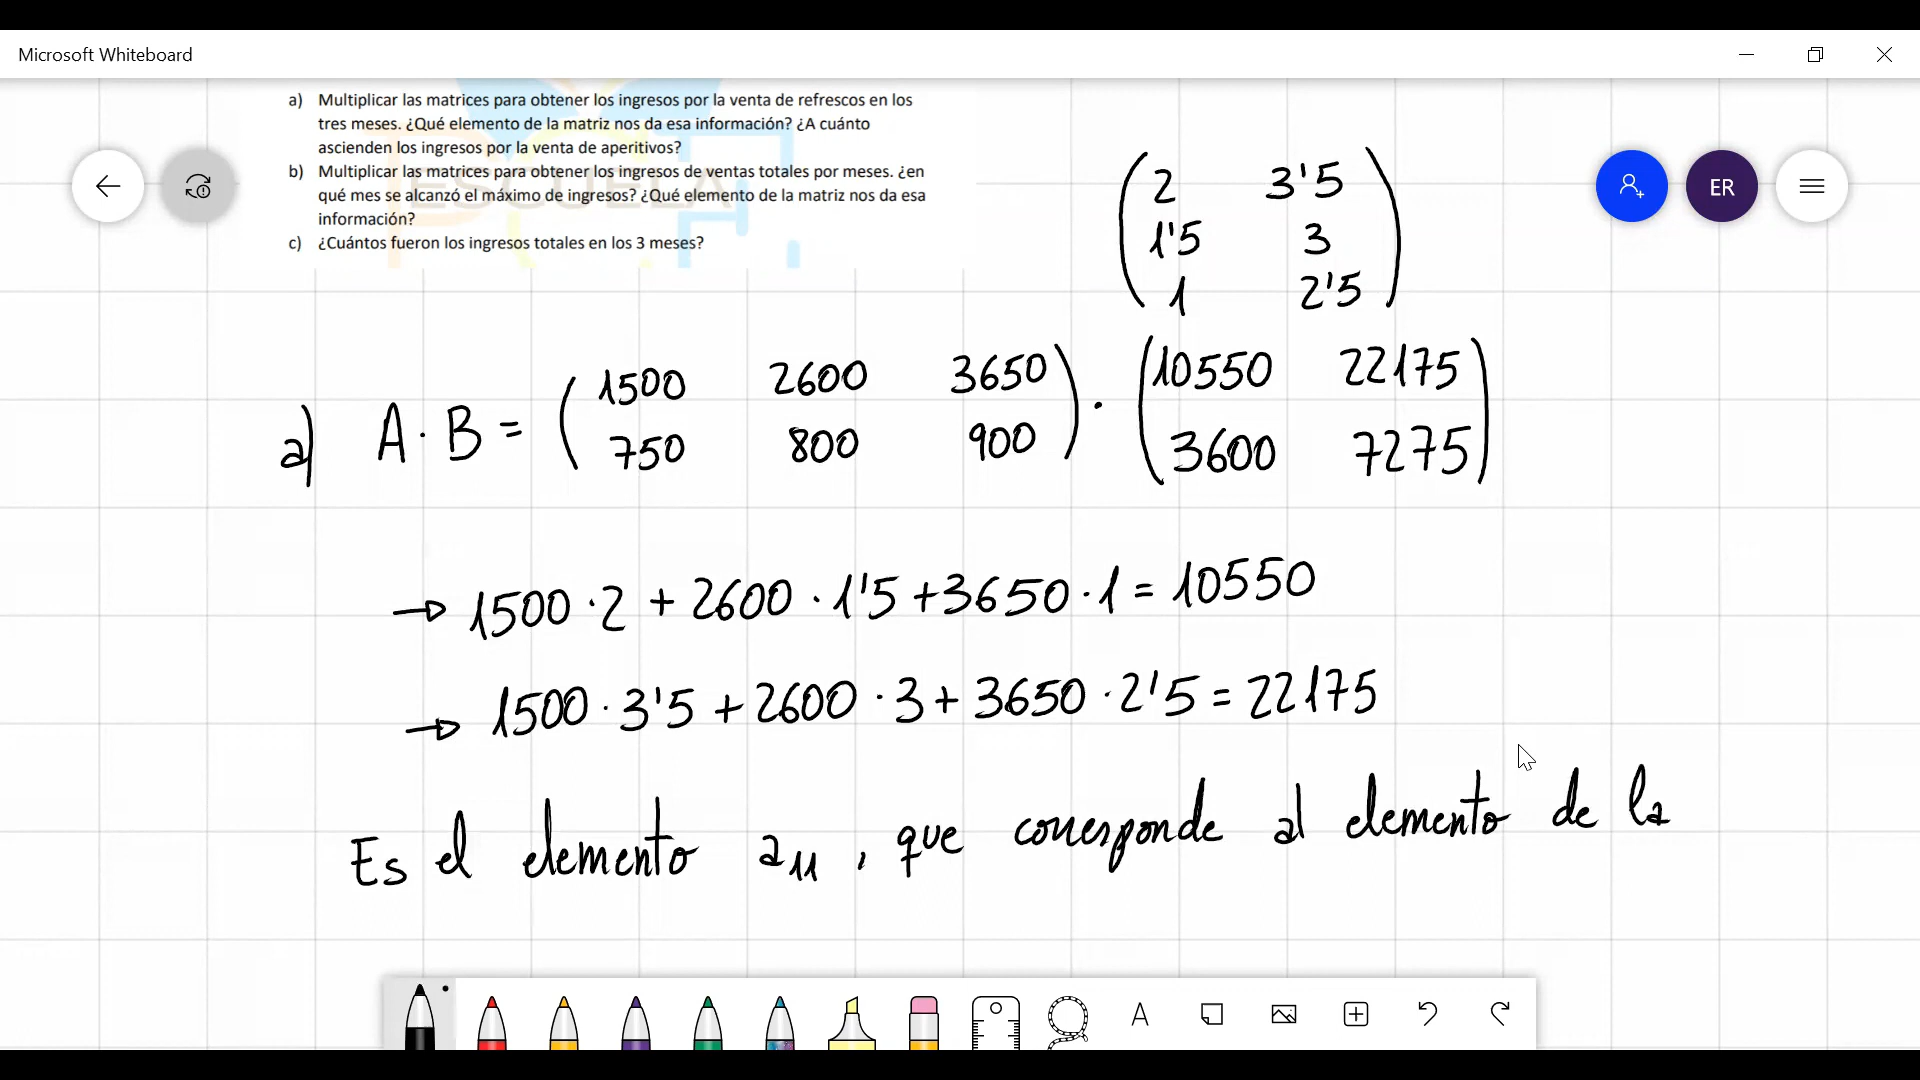 Microsoft Whiteboard
a) Multiplicar las matrices para obtener los ingresos por la venta de refrescos en los
tres meses. ¿Qué elemento de la matriz nos da esa información? ¿A cuánto
ascienden los ingresos por la venta de aperitivos?
b) Multiplicar las matrices para obtener los ingresos de ventas totales por meses. ¿en
qué mes se alcanzó el máximo de ingresos? ¿Qué elemento de la matriz nos da esa
información?
c) ¿Cuántos fueron los ingresos totales en los 3 meses?
ESCUELA
ER
2 3'5
1'5 3
1 2'5
a) A · B = ( 1500 2600 3650 ) · ( 10550 22175 )
750 800 900 3600 7275
→ 1500 · 2 + 2600 · 1'5 + 3650 · 1 = 10550
→ 1500 · 3'5 + 2600 · 3 + 3650 · 2'5 = 22175
Es el elemento a11, que corresponde al elemento de la
A